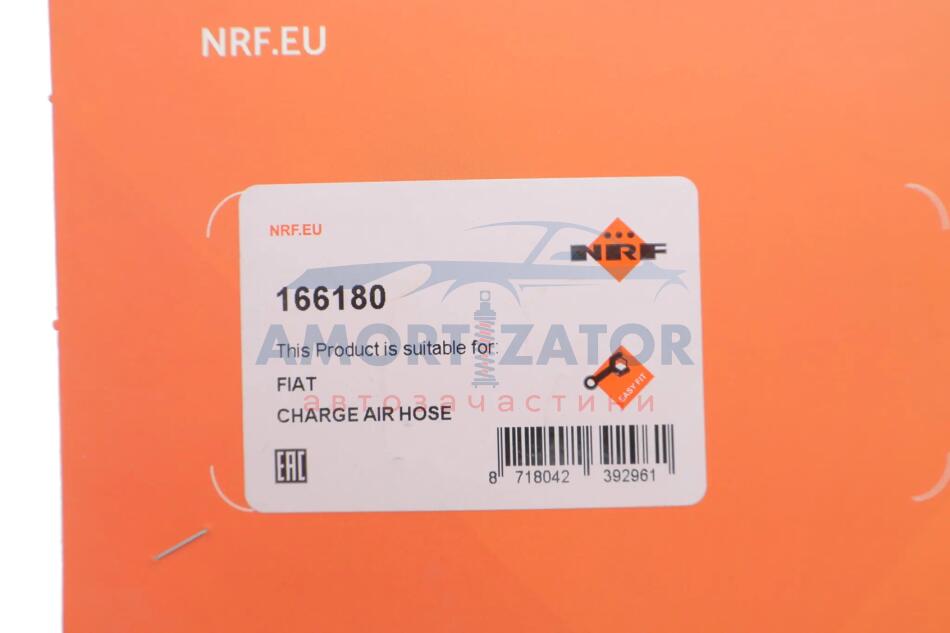 NRF.EU
NRF.EU
NRF
166180
AMORTIZATOR
This Product is suitable for:
FIAT
автозачастини
CHARGE AIR HOSE
EASY FIT
EAC
8 718042 392961